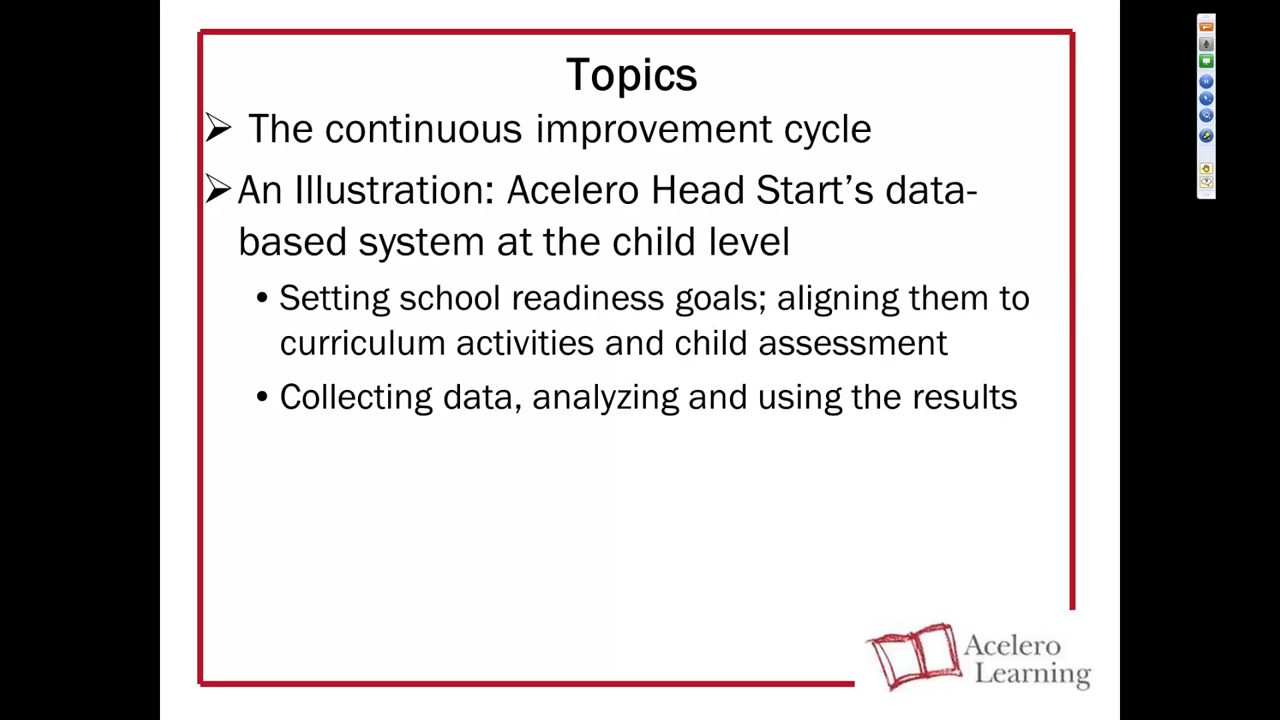 Topics
➢ The continuous improvement cycle
➢ An Illustration: Acelero Head Start’s data-
based system at the child level
• Setting school readiness goals; aligning them to
curriculum activities and child assessment
• Collecting data, analyzing and using the results
Acelero
Learning